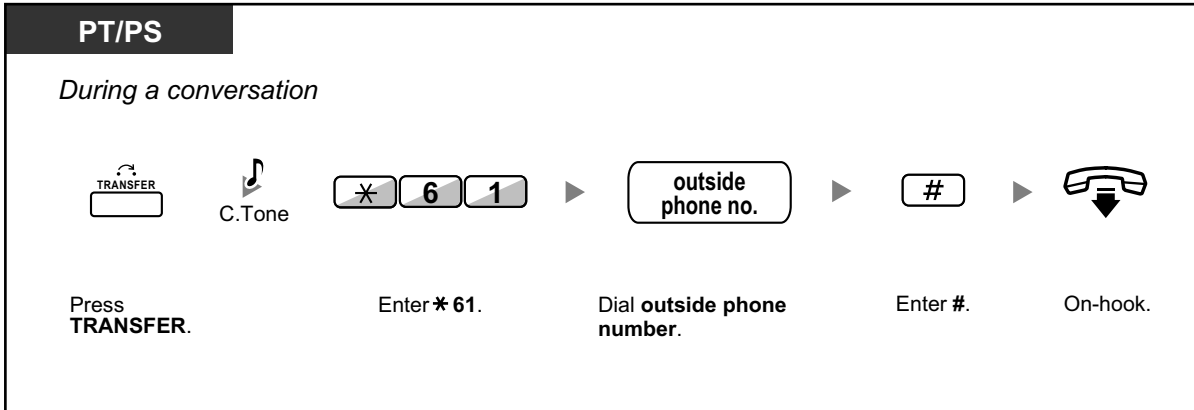 PT/PS
During a conversation
TRANSFER
C.Tone
* 6 1
outside
phone no.
#
Press
TRANSFER.
Enter * 61.
Dial outside phone
number.
Enter #.
On-hook.